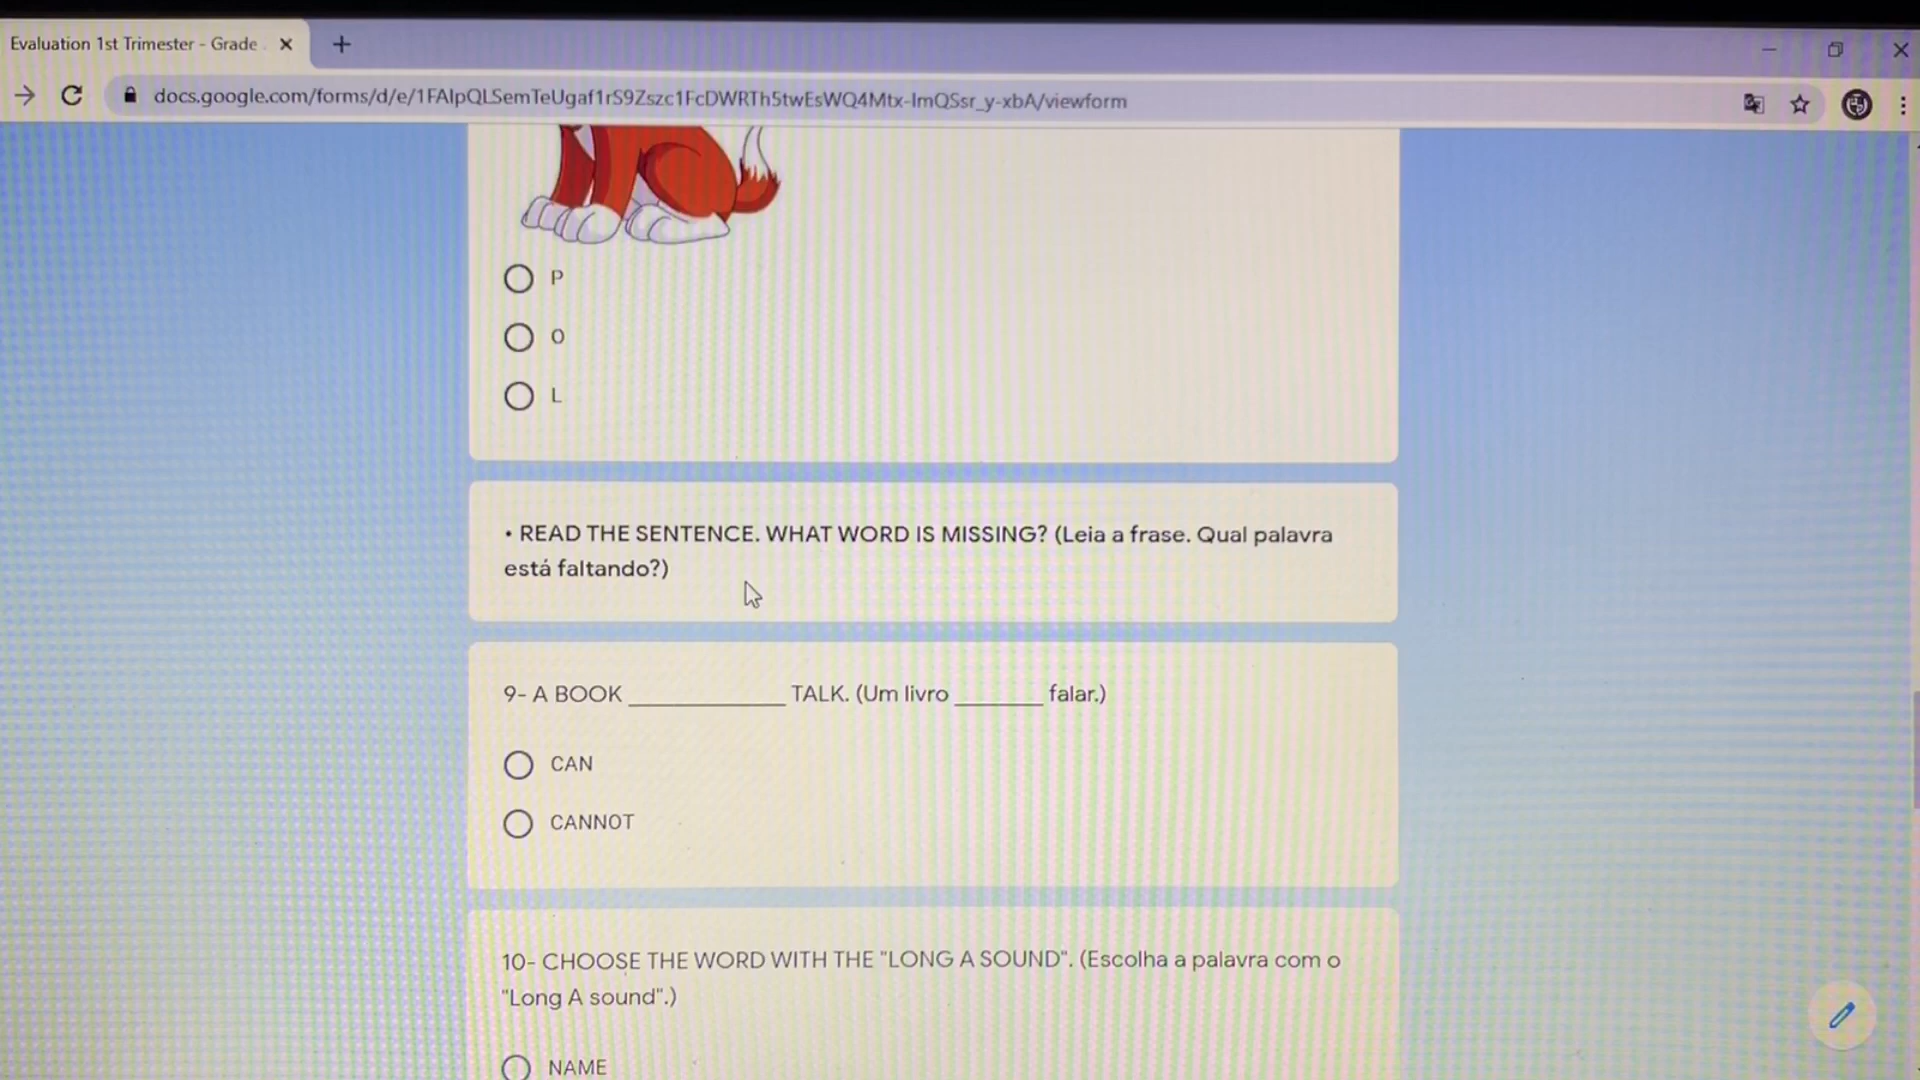 Evaluation 1st Trimester - Grade
docs.google.com/forms/d/e/1FAIpQLSemTeUgaf1rS9Zszc1FcDWRTh5twEsWQ4Mtx-ImQSsr_y-xbA/viewform
P
O
L
• READ THE SENTENCE. WHAT WORD IS MISSING? (Leia a frase. Qual palavra
está faltando?)
9- A BOOK ______________ TALK. (Um livro ________ falar.)
CAN
CANNOT
10- CHOOSE THE WORD WITH THE "LONG A SOUND". (Escolha a palavra com o
"Long A sound".)
NAME